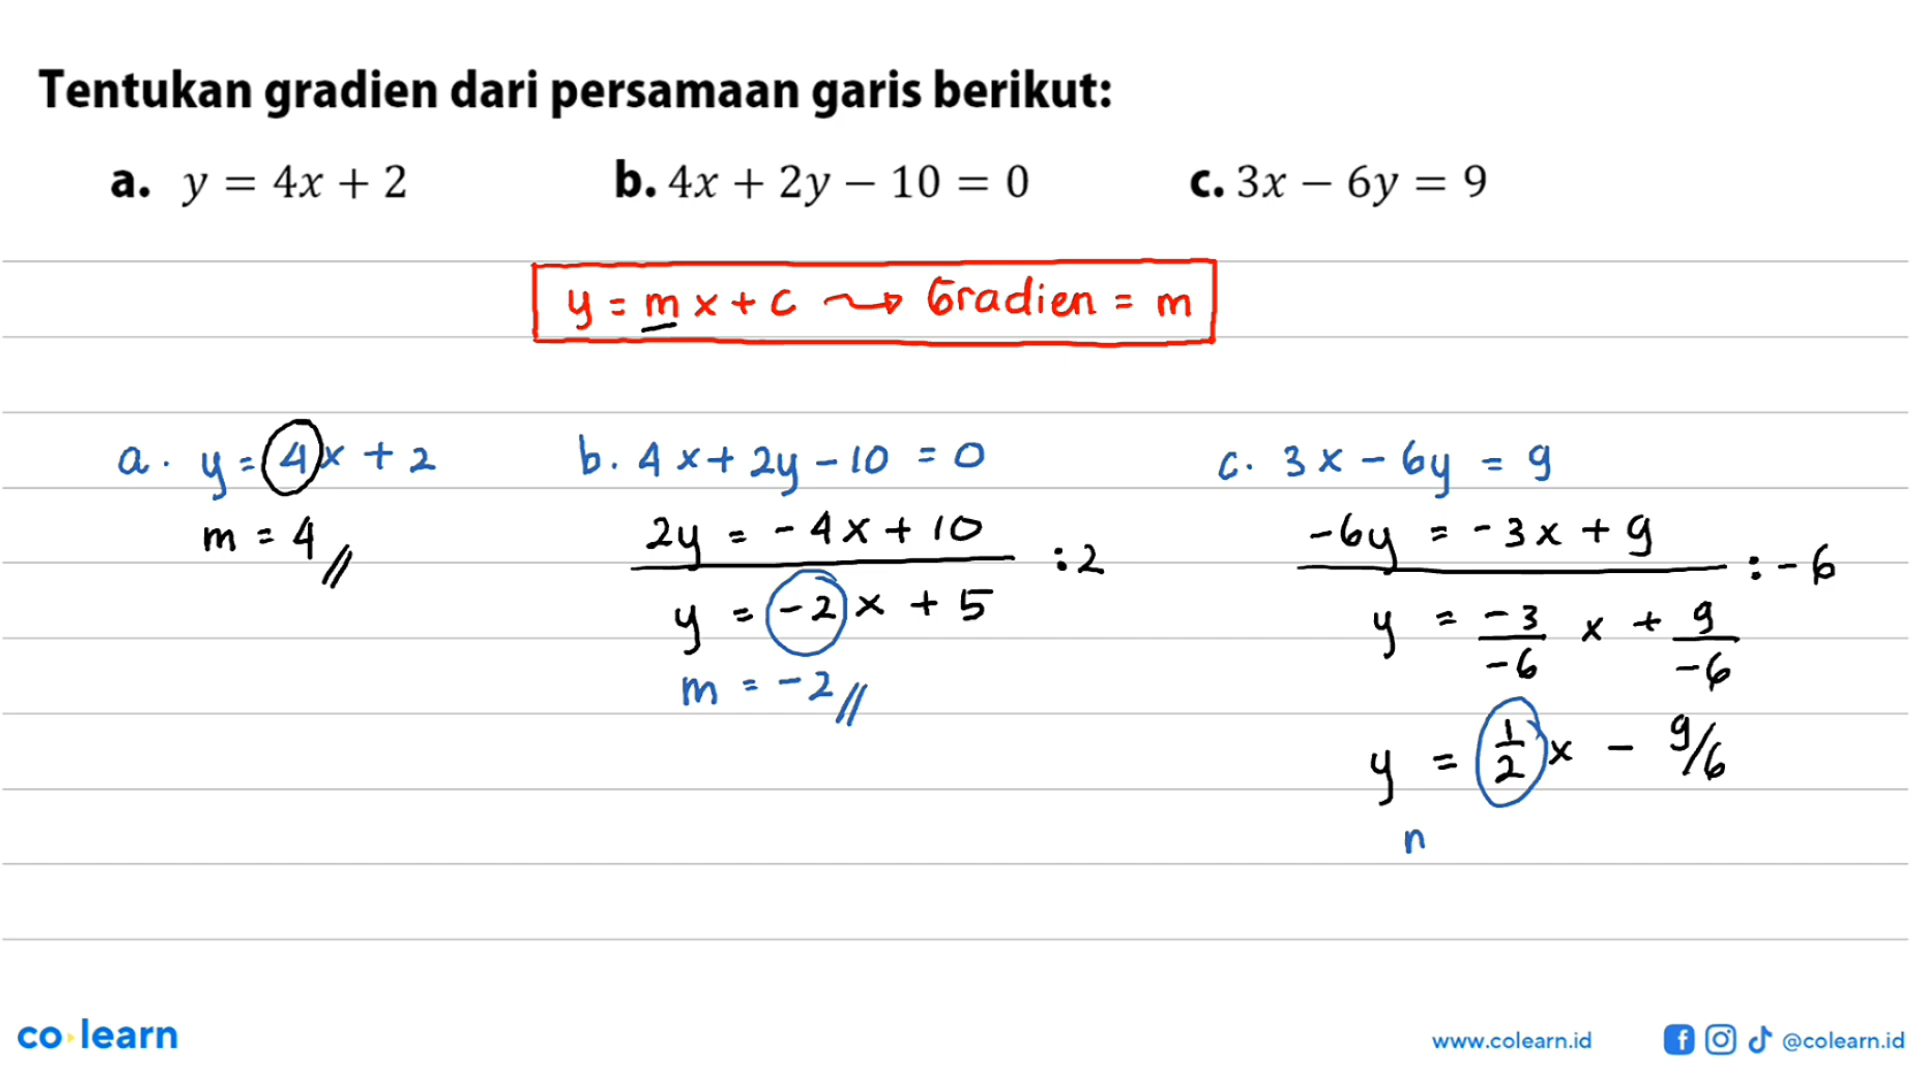 Tentukan gradien dari persamaan garis berikut:
a. y = 4x + 2
b. 4x + 2y − 10 = 0
c. 3x − 6y = 9
y = mx + c ⇝ Gradien = m
a. y = 4x + 2
m = 4 //
b. 4x + 2y − 10 = 0
2y = −4x + 10
: 2
y = −2x + 5
m = −2 //
c. 3x − 6y = 9
−6y = −3x + 9
: −6
y = −3/−6 x + 9/−6
y = 1/2 x − 9/6
n
co learn
www.colearn.id
@colearn.id